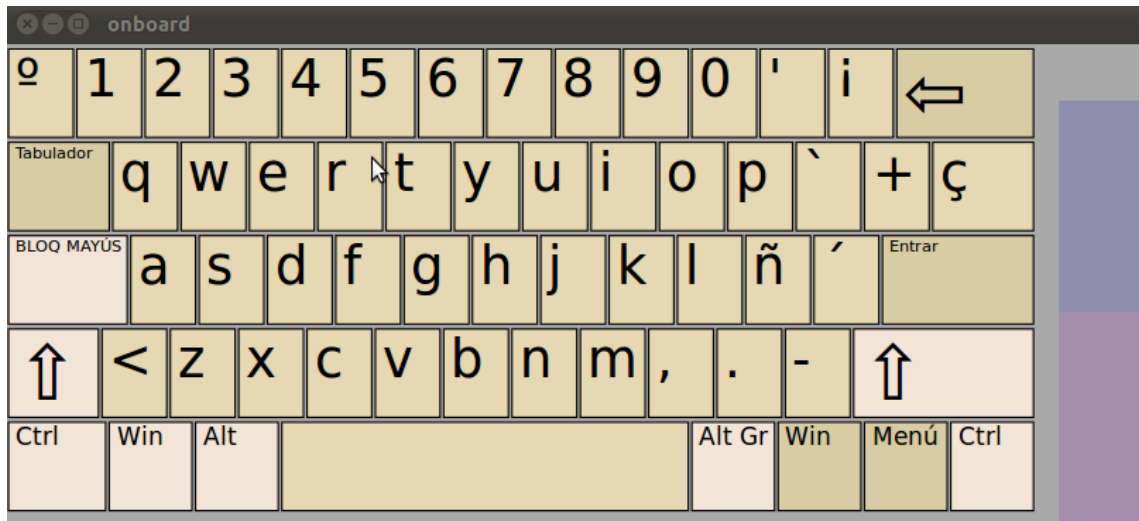 onboard
º 1 2 3 4 5 6 7 8 9 0 ' ¡ ⇦
Tabulador q w e r t y u i o p ` + ç
BLOQ MAYÚS a s d f g h j k l ñ ´ Entrar
⇧ < z x c v b n m , . - ⇧
Ctrl Win Alt Alt Gr Win Menú Ctrl